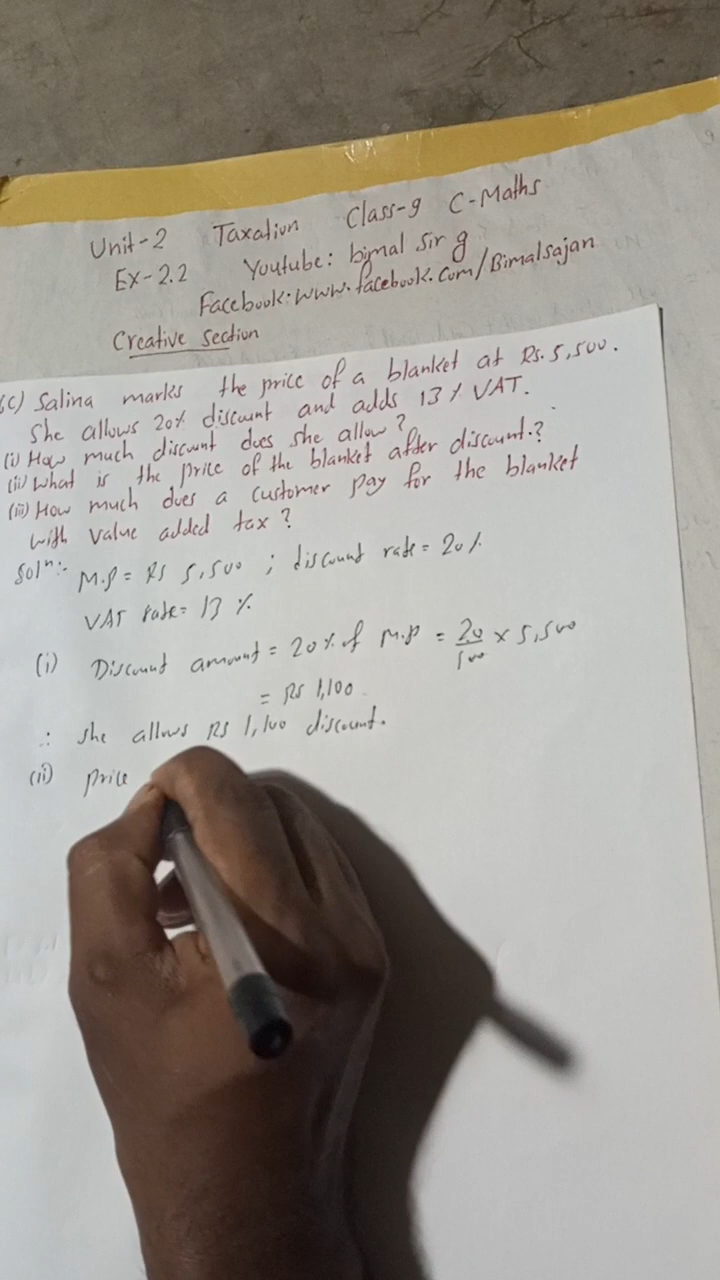 Unit-2 Taxation Class-9 C-Maths
Ex-2.2 Youtube: bimal Sir g
Facebook: www.facebook.com/Bimalsajan
Creative section
6c) Salina marks the price of a blanket at Rs. 5,500.
She allows 20% discount and adds 13% VAT.
(i) How much discount does she allow?
(ii) What is the price of the blanket after discount.?
(iii) How much does a customer pay for the blanket
with value added tax?
Solⁿ:- M.P = Rs 5,500 ; discount rate = 20%
VAT rate = 13 %
(i) Discount amount = 20% of M.P = 20/100 × 5,500
= Rs 1,100
∴ she allows Rs 1,100 discount.
(ii) price